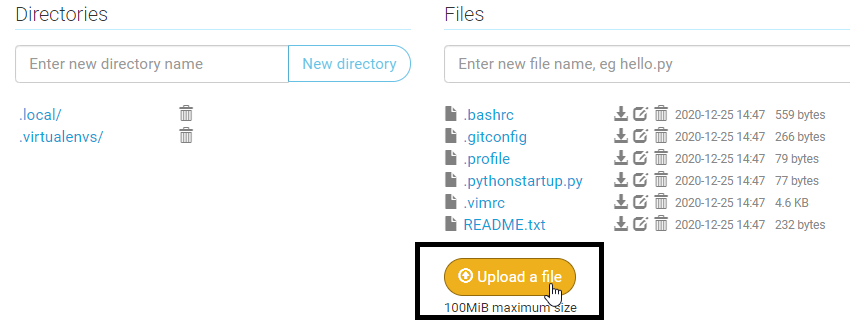 Directories
Files
Enter new directory name
New directory
Enter new file name, eg hello.py
.local/
.virtualenvs/
.bashrc 2020-12-25 14:47 559 bytes
.gitconfig 2020-12-25 14:47 266 bytes
.profile 2020-12-25 14:47 79 bytes
.pythonstartup.py 2020-12-25 14:47 77 bytes
.vimrc 2020-12-25 14:47 4.6 KB
README.txt 2020-12-25 14:47 232 bytes
Upload a file
100MiB maximum size